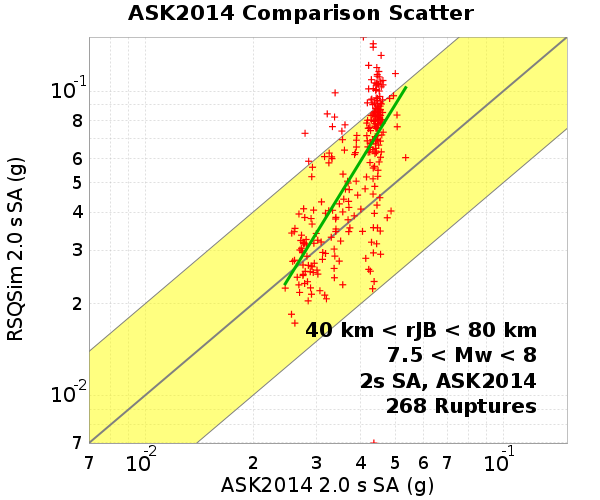 ASK2014 Comparison Scatter
RSQSim 2.0 s SA (g)
10⁻¹
8
6
5
4
3
2
10⁻²
7
40 km < rJB < 80 km
7.5 < Mw < 8
2s SA, ASK2014
268 Ruptures
7 10⁻² 2 3 4 5 6 7 10⁻¹
ASK2014 2.0 s SA (g)